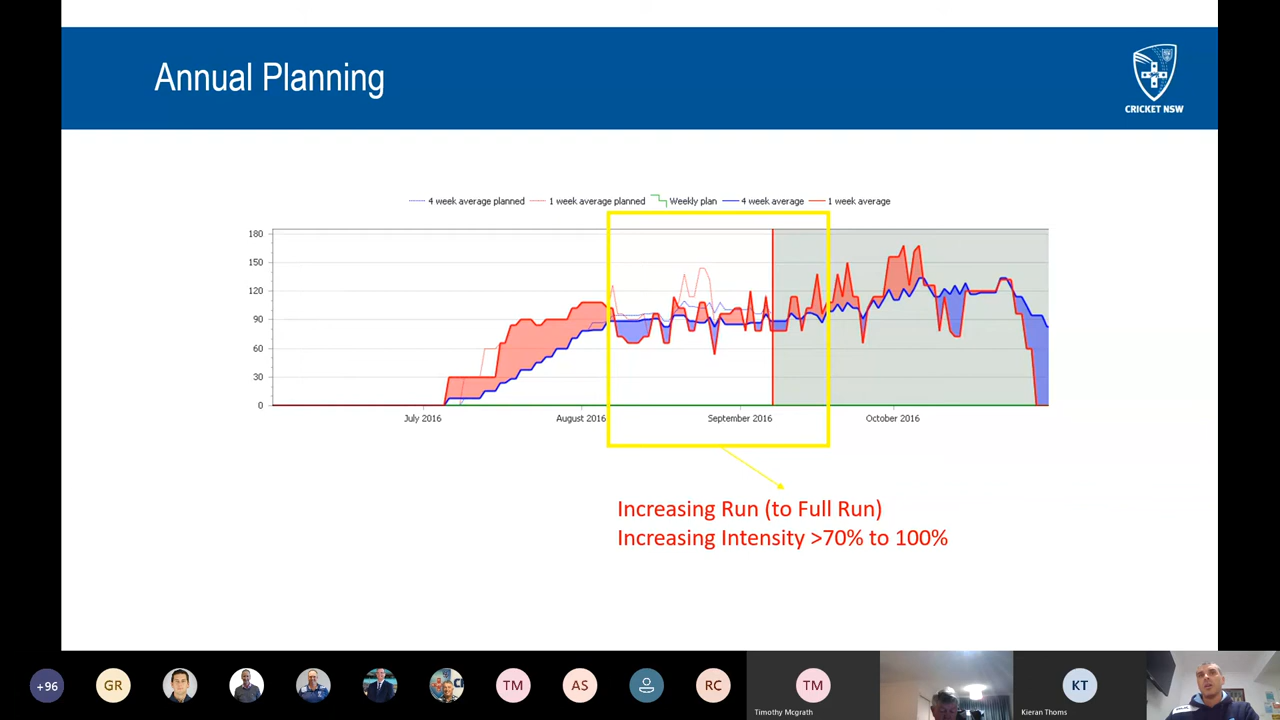 Annual Planning
CRICKET NSW
4 week average planned
1 week average planned
Weekly plan
4 week average
1 week average
180
150
120
90
60
30
0
July 2016
August 2016
September 2016
October 2016
Increasing Run (to Full Run)
Increasing Intensity >70% to 100%
+96
GR
TM
AS
RC
TM
KT
Timothy Mcgrath
Kieran Thoms